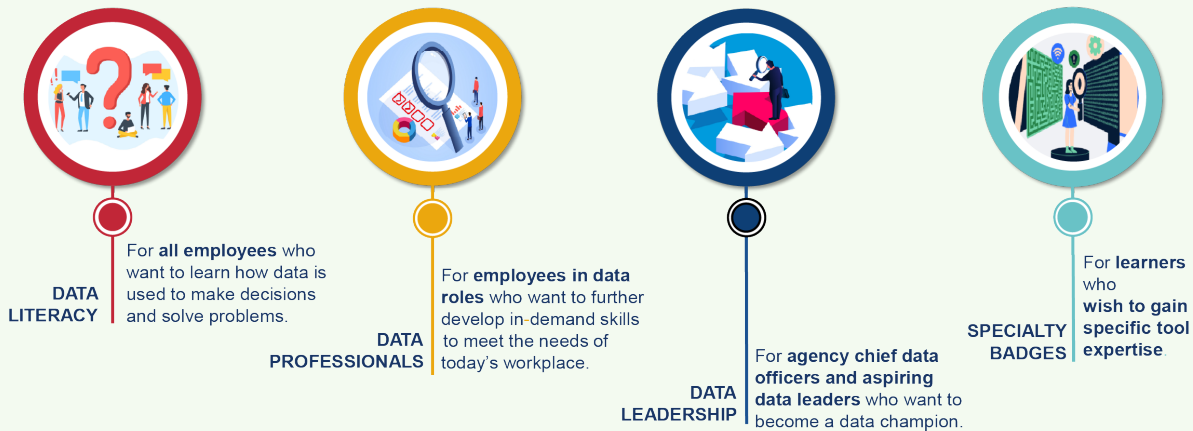 DATA
LITERACY
For all employees who
want to learn how data is
used to make decisions
and solve problems.
DATA
PROFESSIONALS
For employees in data
roles who want to further
develop in-demand skills
to meet the needs of
today's workplace.
DATA
LEADERSHIP
For agency chief data
officers and aspiring
data leaders who want to
become a data champion.
SPECIALTY
BADGES
For learners
who
wish to gain
specific tool
expertise.